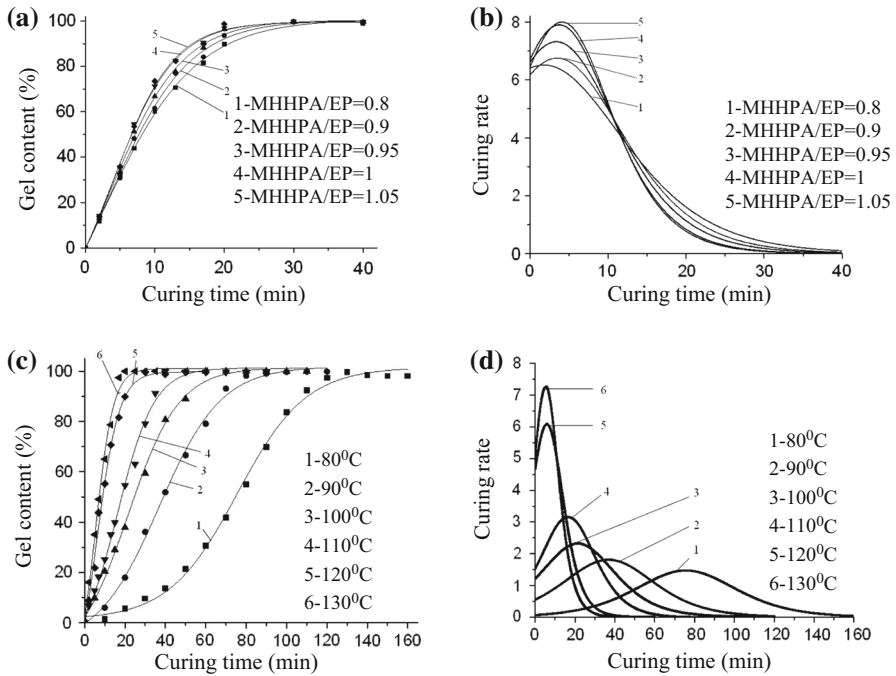 (a)
100
80
60
40
20
0
Gel content (%)
5
4
3
2
1
1-MHHPA/EP=0.8
2-MHHPA/EP=0.9
3-MHHPA/EP=0.95
4-MHHPA/EP=1
5-MHHPA/EP=1.05
0 10 20 30 40
Curing time (min)
(b)
8
6
4
2
0
Curing rate
5
4
3
2
1
1-MHHPA/EP=0.8
2-MHHPA/EP=0.9
3-MHHPA/EP=0.95
4-MHHPA/EP=1
5-MHHPA/EP=1.05
0 10 20 30 40
Curing time (min)
(c)
100
80
60
40
20
0
Gel content (%)
6
5
4
3
2
1
1-80⁰C
2-90⁰C
3-100⁰C
4-110⁰C
5-120⁰C
6-130⁰C
0 20 40 60 80 100 120 140 160
Curing time (min)
(d)
8
7
6
5
4
3
2
1
0
Curing rate
6
5
4
3
2
1
1-80⁰C
2-90⁰C
3-100⁰C
4-110⁰C
5-120⁰C
6-130⁰C
0 20 40 60 80 100 120 140 160
Curing time (min)